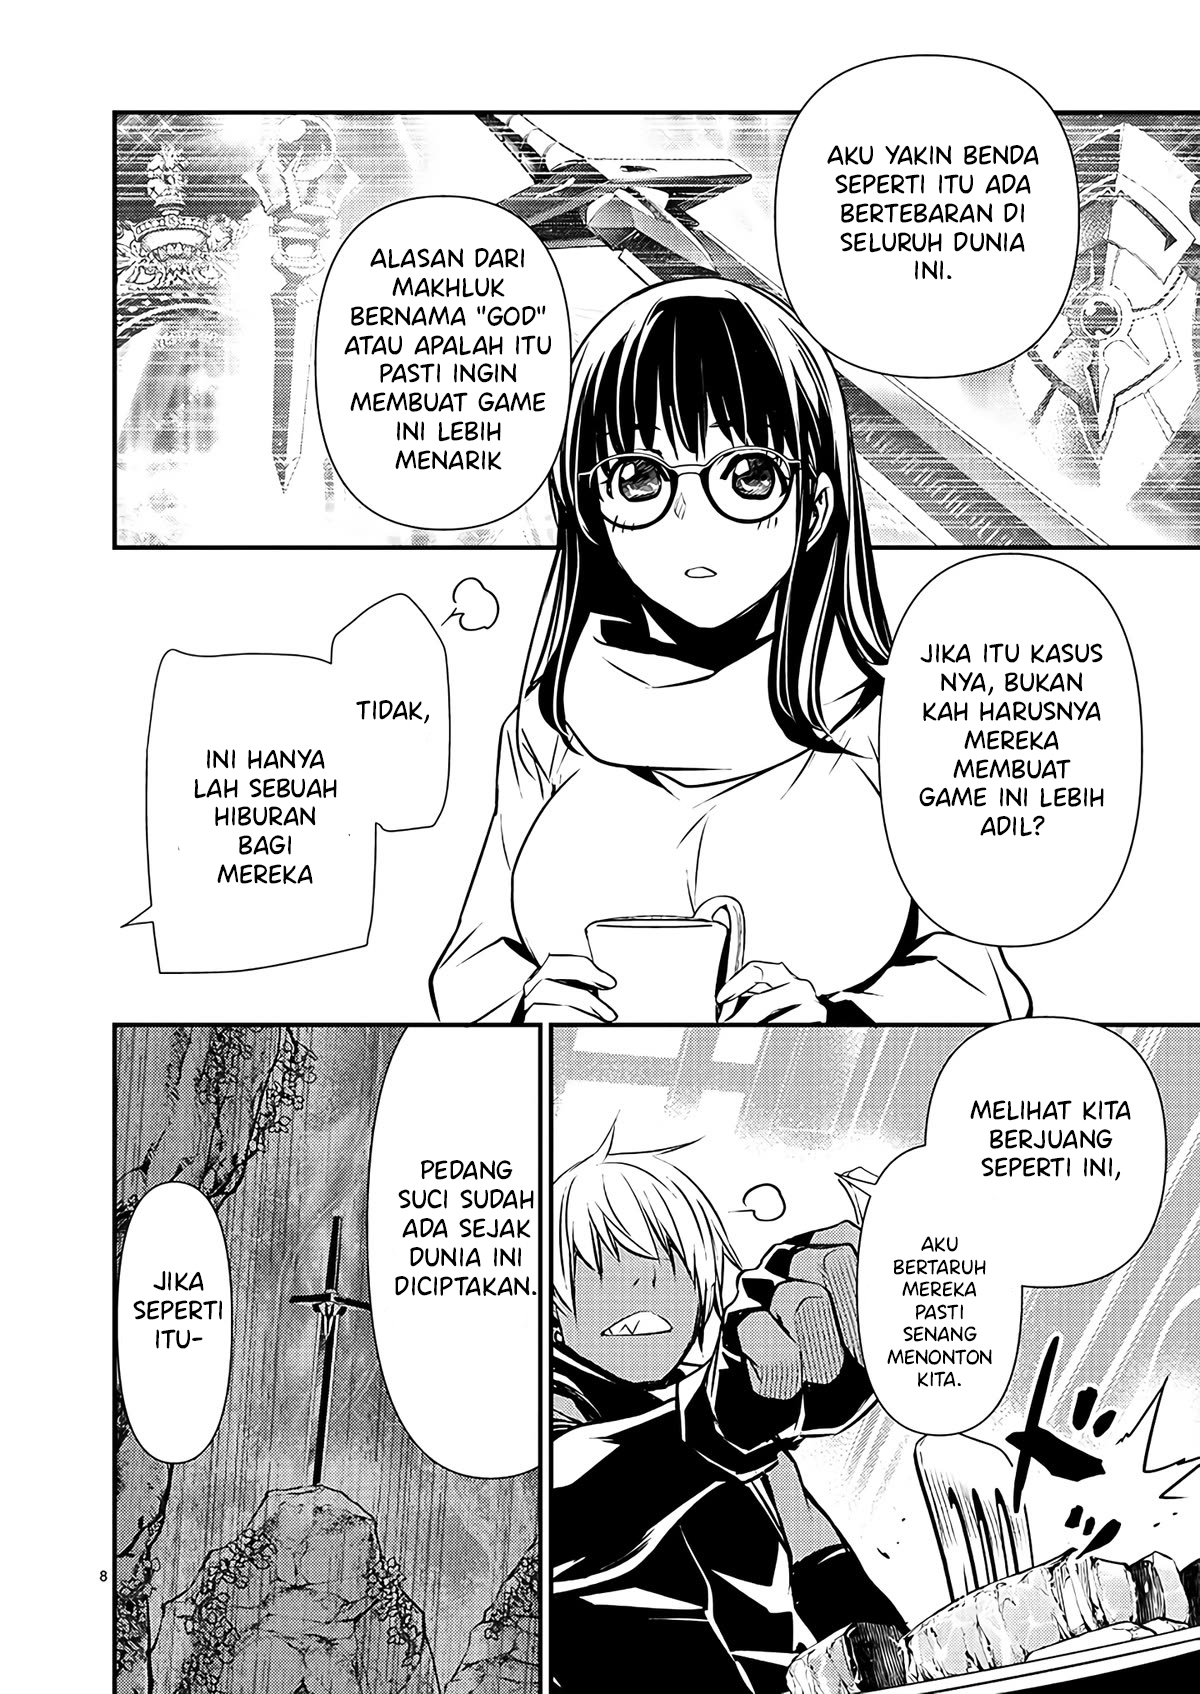 AKU YAKIN BENDA
SEPERTI ITU ADA
BERTEBARAN DI
SELURUH DUNIA
INI.
ALASAN DARI
MAKHLUK
BERNAMA "GOD"
ATAU APALAH ITU
PASTI INGIN
MEMBUAT GAME
INI LEBIH
MENARIK
JIKA ITU KASUS
NYA, BUKAN
KAH HARUSNYA
MEREKA
MEMBUAT
GAME INI LEBIH
ADIL?
TIDAK,
INI HANYA
LAH SEBUAH
HIBURAN
BAGI
MEREKA
MELIHAT KITA
BERJUANG
SEPERTI INI,
AKU
BERTARUH
MEREKA
PASTI
SENANG
MENONTON
KITA.
PEDANG
SUCI SUDAH
ADA SEJAK
DUNIA INI
DICIPTAKAN.
JIKA
SEPERTI
ITU-
8